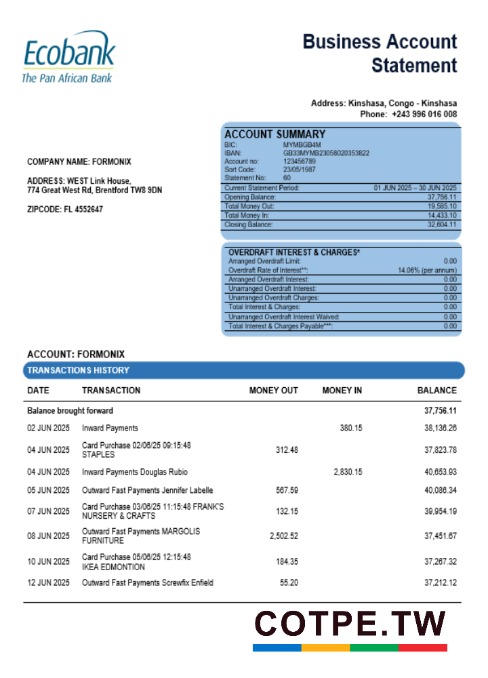 Ecobank
The Pan African Bank
Business Account
Statement
Address: Kinshasa, Congo - Kinshasa
Phone: +243 996 016 008
COMPANY NAME: FORMONIX
ADDRESS: WEST Link House,
774 Great West Rd, Brentford TW8 9DN
ZIPCODE: FL 4552647
ACCOUNT SUMMARY
BIC: MYMBGB4M
IBAN: GB33MYMB23058020353822
Account no: 123456789
Sort Code: 23/05/1987
Statement No: 60
Current Statement Period: 01 JUN 2025 – 30 JUN 2025
Opening Balance: 37,756.11
Total Money Out: 19,585.10
Total Money In: 14,433.10
Closing Balance: 32,604.11
OVERDRAFT INTEREST & CHARGES*
Arranged Overdraft Limit: 0.00
Overdraft Rate of Interest**: 14.06% (per annum)
Arranged Overdraft Interest: 0.00
Unarranged Overdraft Interest: 0.00
Unarranged Overdraft Charges: 0.00
Total Interest & Charges: 0.00
Unarranged Overdraft Interest Waived: 0.00
Total Interest & Charges Payable***: 0.00
ACCOUNT: FORMONIX
TRANSACTIONS HISTORY
DATE TRANSACTION MONEY OUT MONEY IN BALANCE
Balance brought forward 37,756.11
02 JUN 2025 Inward Payments 380.15 38,136.26
04 JUN 2025 Card Purchase 02/06/25 09:15:48 STAPLES 312.48 37,823.78
04 JUN 2025 Inward Payments Douglas Rubio 2,830.15 40,653.93
05 JUN 2025 Outward Fast Payments Jennifer Labelle 567.59 40,086.34
07 JUN 2025 Card Purchase 03/06/25 11:15:48 FRANK'S NURSERY & CRAFTS 132.15 39,954.19
08 JUN 2025 Outward Fast Payments MARGOLIS FURNITURE 2,502.52 37,451.67
10 JUN 2025 Card Purchase 05/06/25 12:15:48 IKEA EDMONTION 184.35 37,267.32
12 JUN 2025 Outward Fast Payments Screwfix Enfield 55.20 37,212.12
COTPE.TW